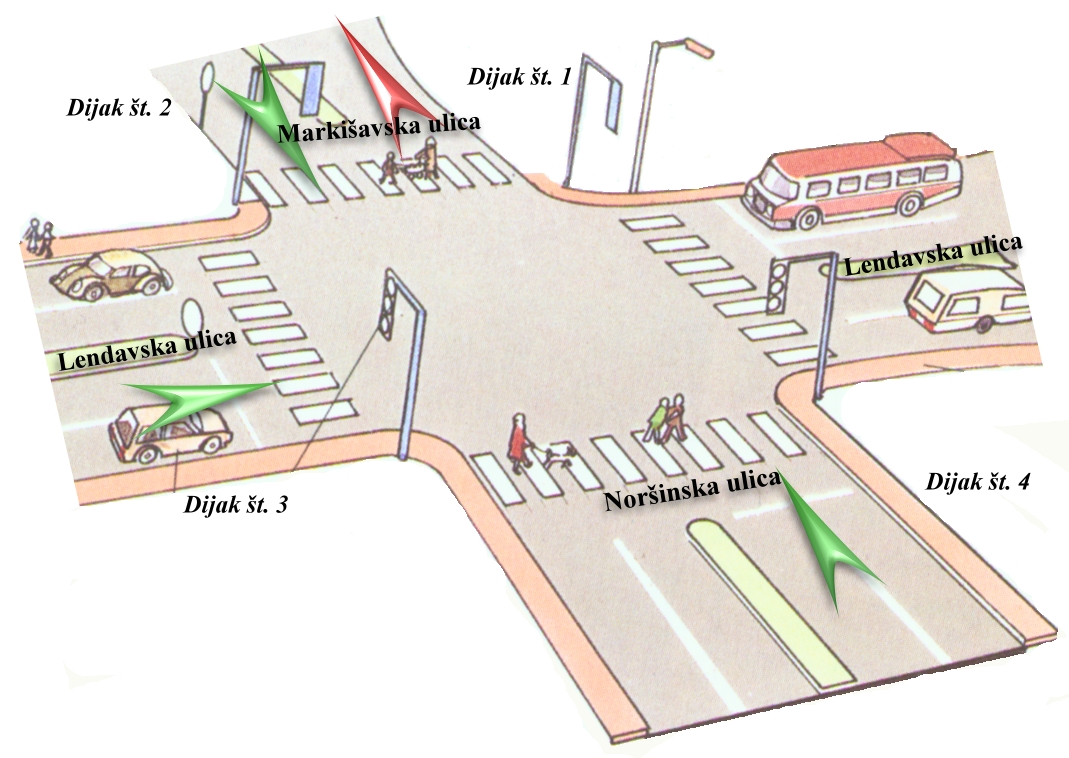 Dijak št. 1
Dijak št. 2
Markišavska ulica
Lendavska ulica
Lendavska ulica
Dijak št. 3
Noršinska ulica
Dijak št. 4